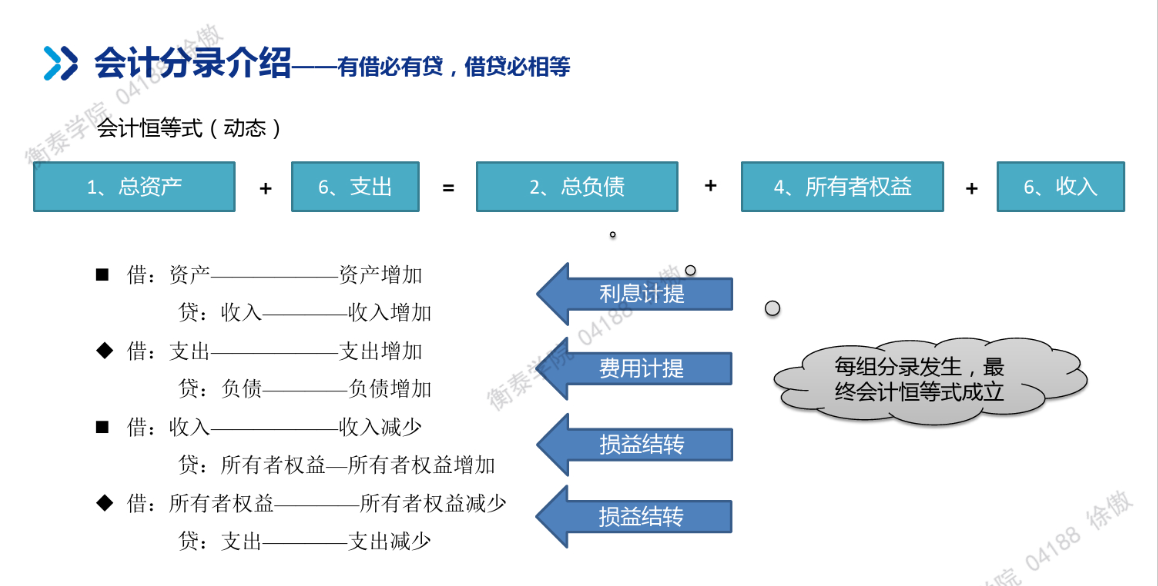 会计分录介绍——有借必有贷，借贷必相等
会计恒等式（动态）
1、总资产 + 6、支出 = 2、总负债 + 4、所有者权益 + 6、收入
■ 借：资产——————资产增加
贷：收入————收入增加
◆ 借：支出——————支出增加
贷：负债————负债增加
■ 借：收入——————收入减少
贷：所有者权益—所有者权益增加
◆ 借：所有者权益————所有者权益减少
贷：支出————支出减少
利息计提
费用计提
损益结转
损益结转
每组分录发生，最
终会计恒等式成立
衡泰学院 04188 徐傲
衡泰学院 04188 徐傲
院 04188 徐傲